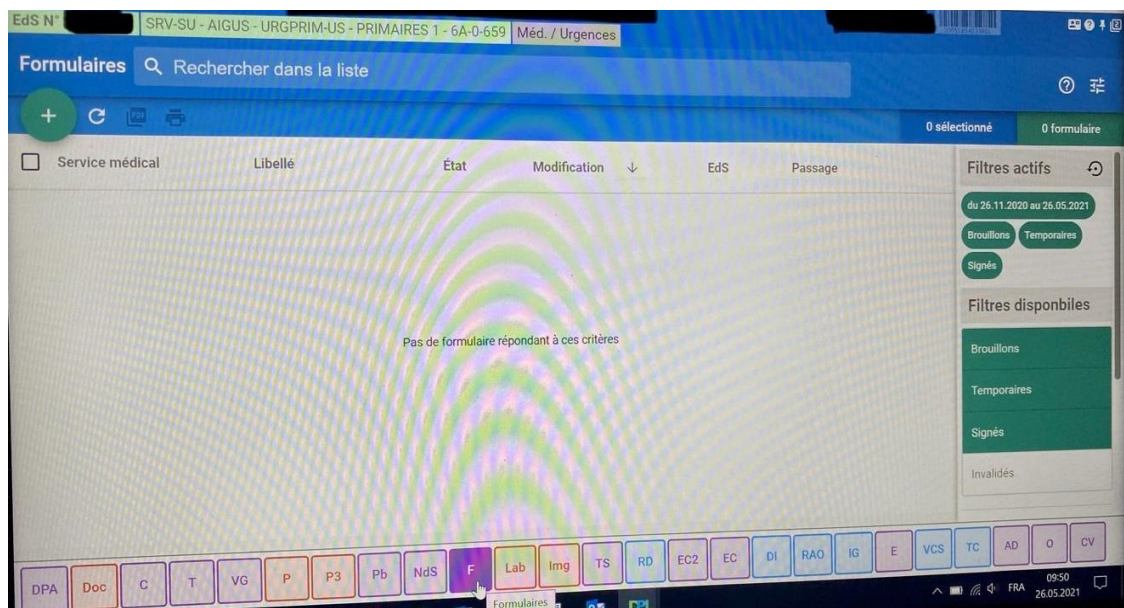 EdS N°
SRV-SU - AIGUS - URGPRIM-US - PRIMAIRES 1 - 6A-0-659 Méd. / Urgences
Formulaires Rechercher dans la liste
+ PDF
0 sélectionné 0 formulaire
Service médical Libellé État Modification EdS Passage
Filtres actifs
du 26.11.2020 au 26.05.2021
Brouillons Temporaires
Signés
Filtres disponbiles
Brouillons
Temporaires
Signés
Invalidés
Pas de formulaire répondant à ces critères
DPA Doc C T VG P P3 Pb NdS F Lab Img TS RD EC2 EC DI RAO IG E VCS TC AD O CV
Formulaires
DPI
FRA 09:50
26.05.2021